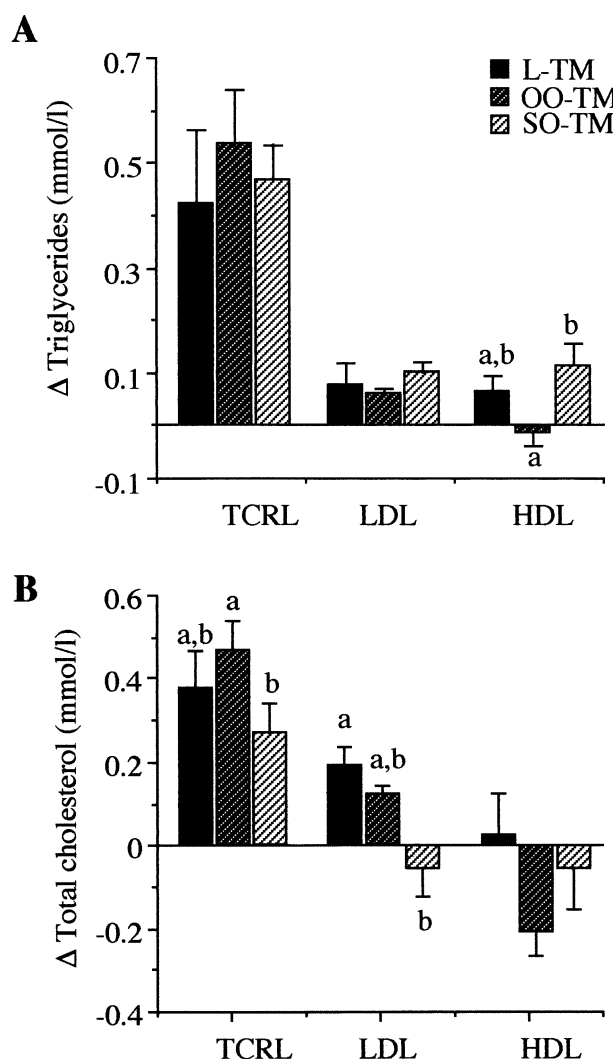 A
Δ Triglycerides (mmol/l)
0.7
0.5
0.3
0.1
-0.1
L-TM
OO-TM
SO-TM
a,b
a
b
TCRL LDL HDL
B
Δ Total cholesterol (mmol/l)
0.6
0.4
0.2
0
-0.2
-0.4
a,b
a
b
a
a,b
b
TCRL LDL HDL